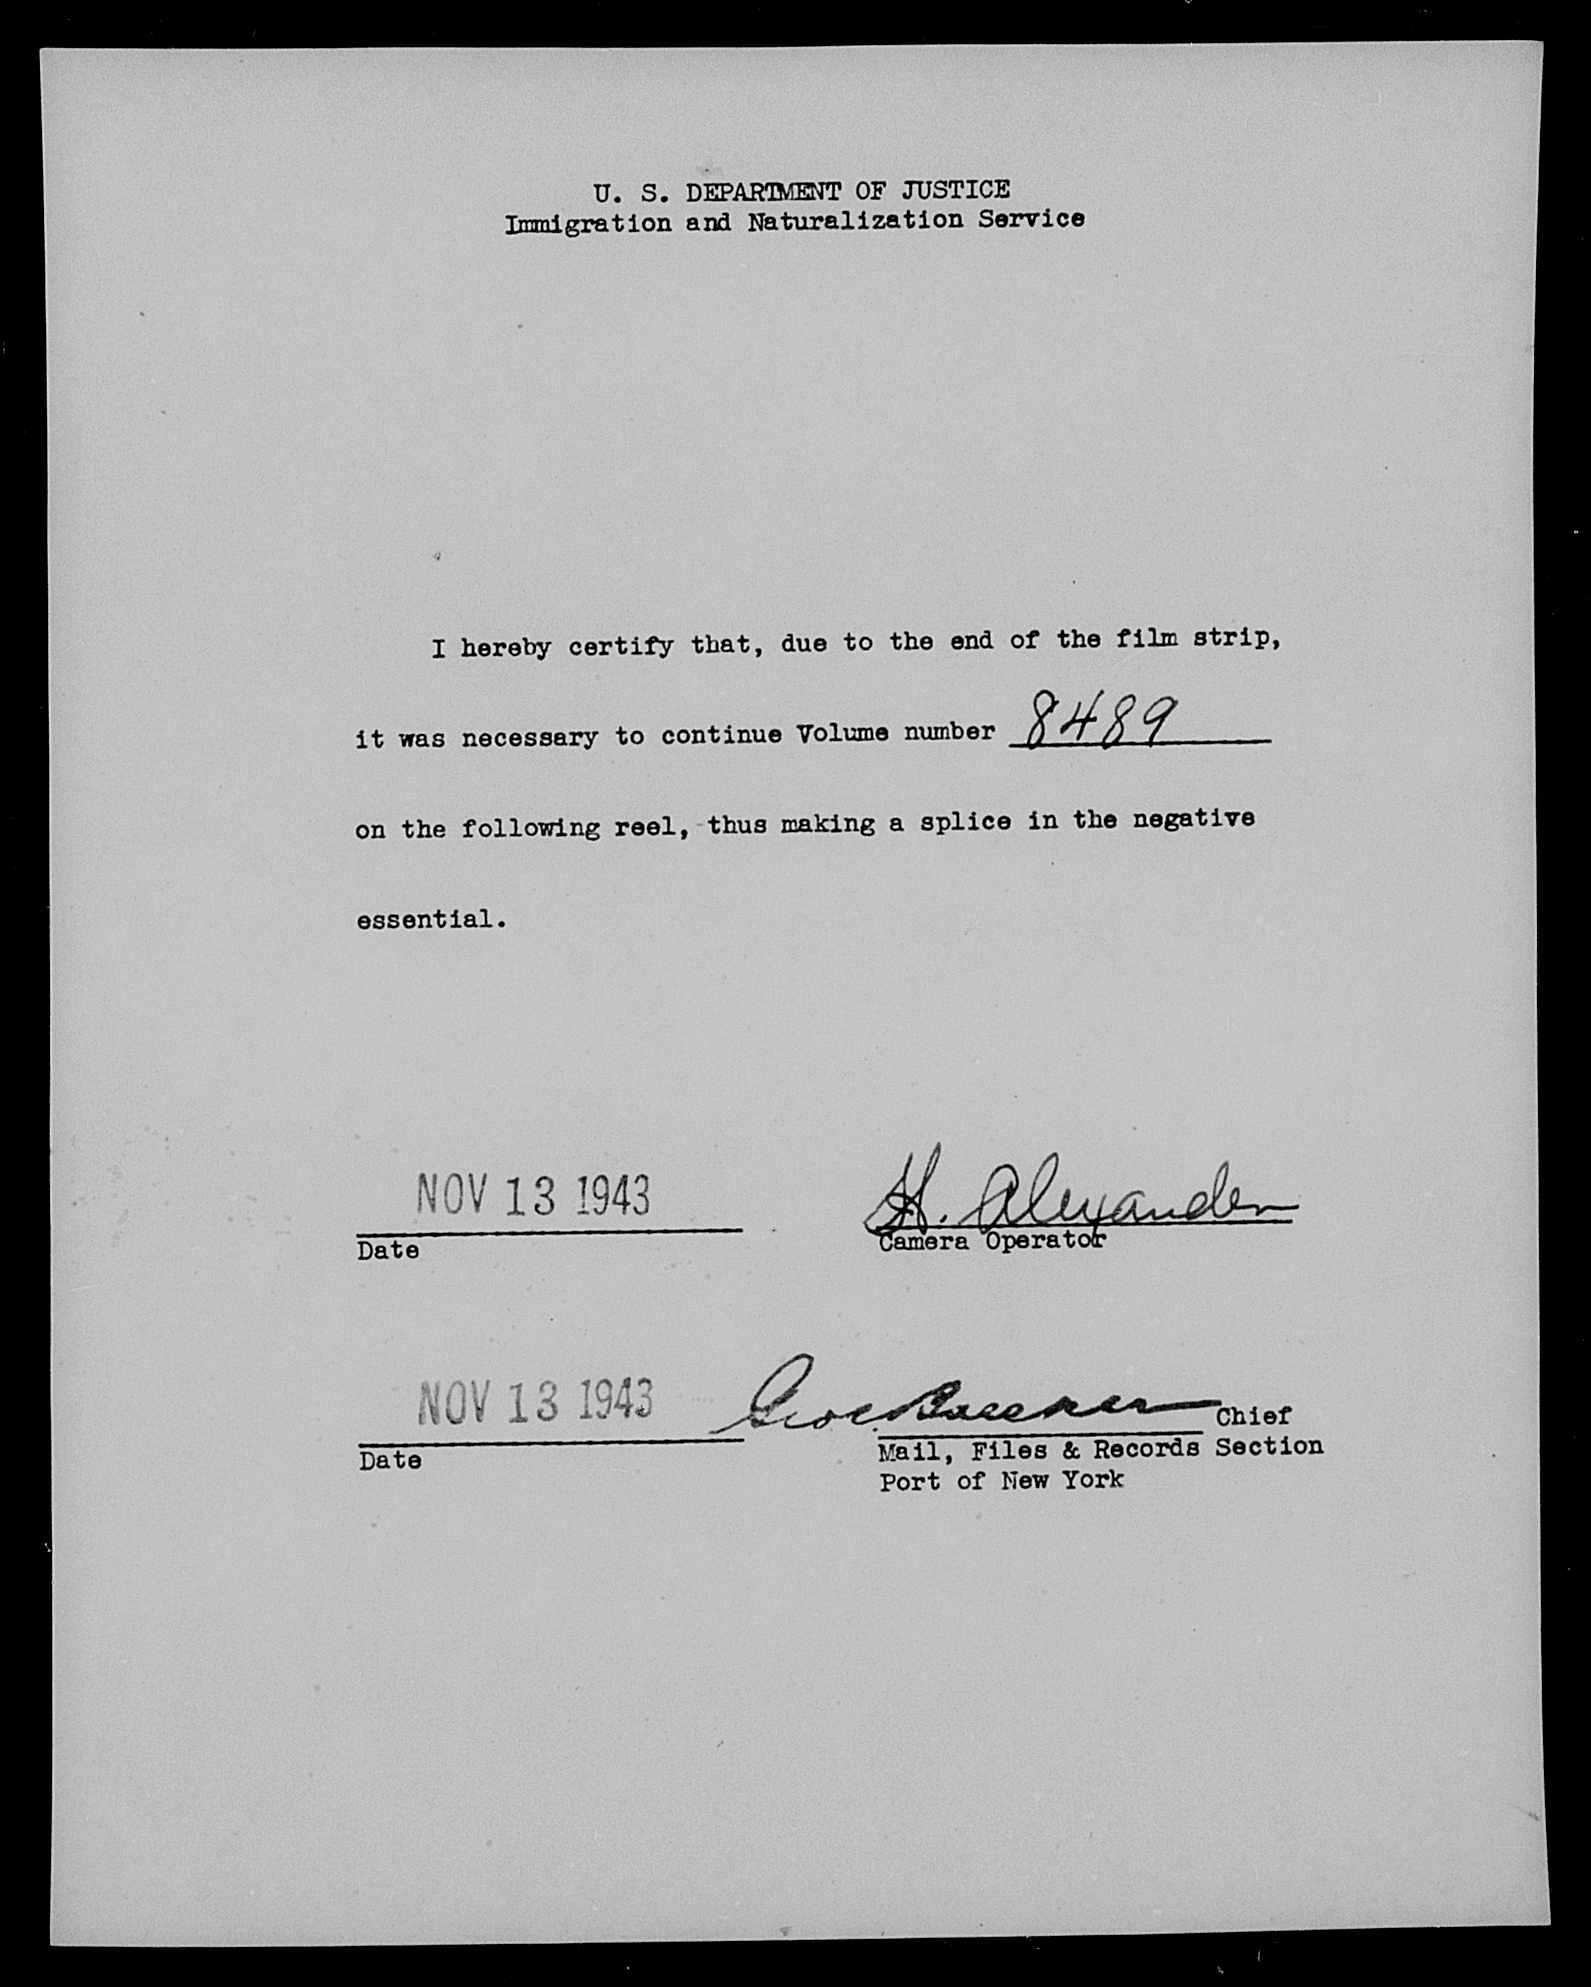 U. S. DEPARTMENT OF JUSTICE
Immigration and Naturalization Service
I hereby certify that, due to the end of the film strip,
it was necessary to continue Volume number 8489
on the following reel, thus making a splice in the negative
essential.
NOV 13 1943 H. Alexander
Date Camera Operator
NOV 13 1943 Chief
Date Mail, Files & Records Section
Port of New York